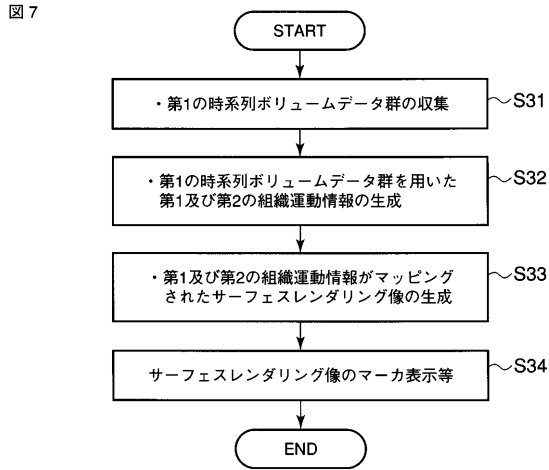 図7
START
・第1の時系列ボリュームデータ群の収集
S31
・第1の時系列ボリュームデータ群を用いた
第1及び第2の組織運動情報の生成
S32
・第1及び第2の組織運動情報がマッピング
されたサーフェスレンダリング像の生成
S33
サーフェスレンダリング像のマーカ表示等
S34
END